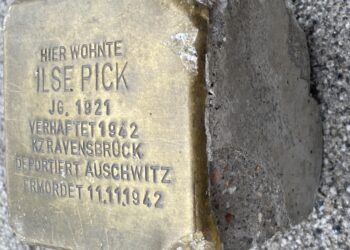 HIER WOHNTE
ILSE PICK
JG. 1921
VERHAFTET 1942
KZ RAVENSBRÜCK
DEPORTIERT AUSCHWITZ
ERMORDET 11.11.1942